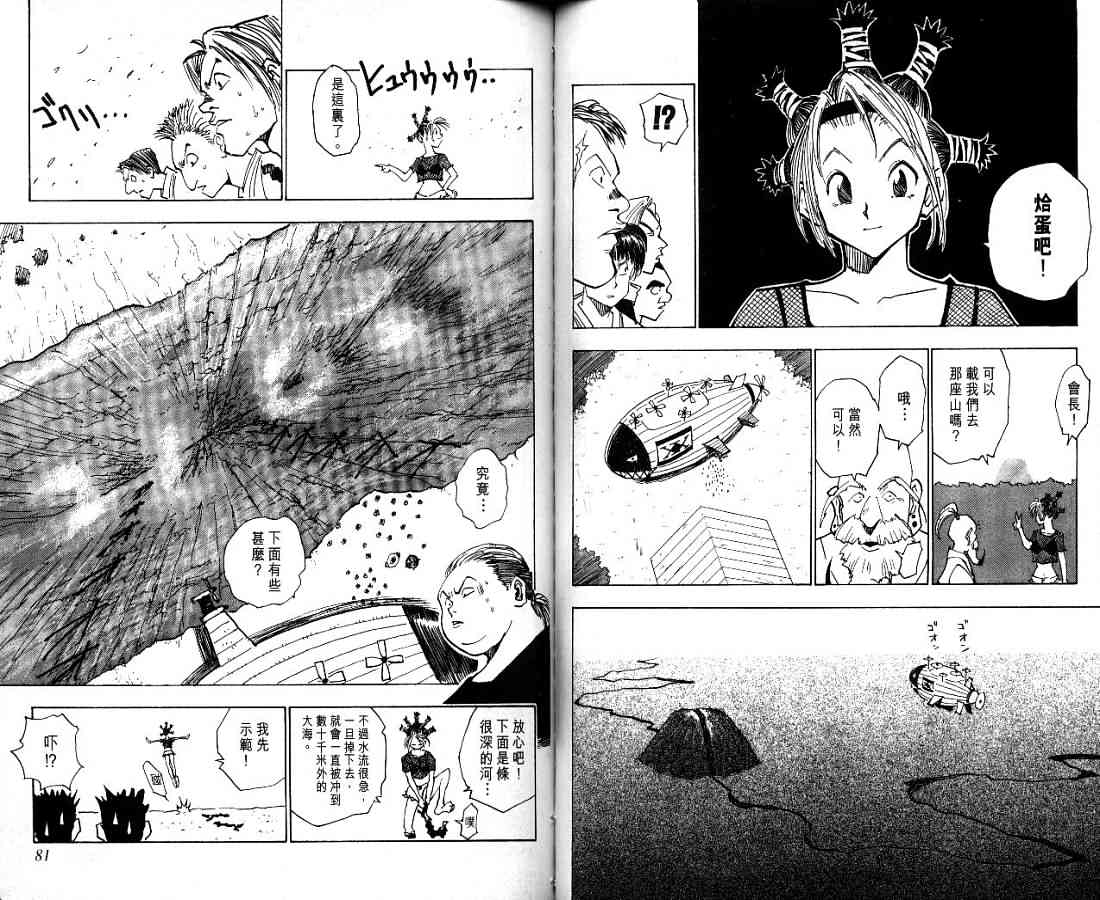 烚蛋吧！
!?
會長！
可以
載我們去
那座山嗎？
哦…
當然
可以！
ゴオン
ゴオン
ヒュウウウウ..
是這裏了。
ゴクリ...
究竟…
下面有些
甚麼？
放心吧！
下面是條
很深的河…
噗
不過水流很急，
一旦掉下去，
就會一直被冲到
數十千米外的
大海。
我先
示範！
吓!?
81